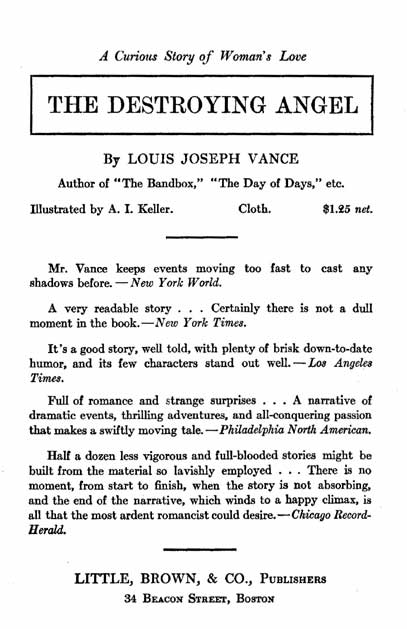 A Curious Story of Woman's Love
THE DESTROYING ANGEL
By LOUIS JOSEPH VANCE
Author of "The Bandbox," "The Day of Days," etc.
Illustrated by A. I. Keller. Cloth. $1.25 net.
Mr. Vance keeps events moving too fast to cast any
shadows before. — New York World.
A very readable story . . . Certainly there is not a dull
moment in the book.—New York Times.
It's a good story, well told, with plenty of brisk down-to-date
humor, and its few characters stand out well. — Los Angeles
Times.
Full of romance and strange surprises . . . A narrative of
dramatic events, thrilling adventures, and all-conquering passion
that makes a swiftly moving tale. — Philadelphia North American.
Half a dozen less vigorous and full-blooded stories might be
built from the material so lavishly employed . . . There is no
moment, from start to finish, when the story is not absorbing,
and the end of the narrative, which winds to a happy climax, is
all that the most ardent romancist could desire.—Chicago Record-
Herald.
LITTLE, BROWN, & CO., PUBLISHERS
34 BEACON STREET, BOSTON